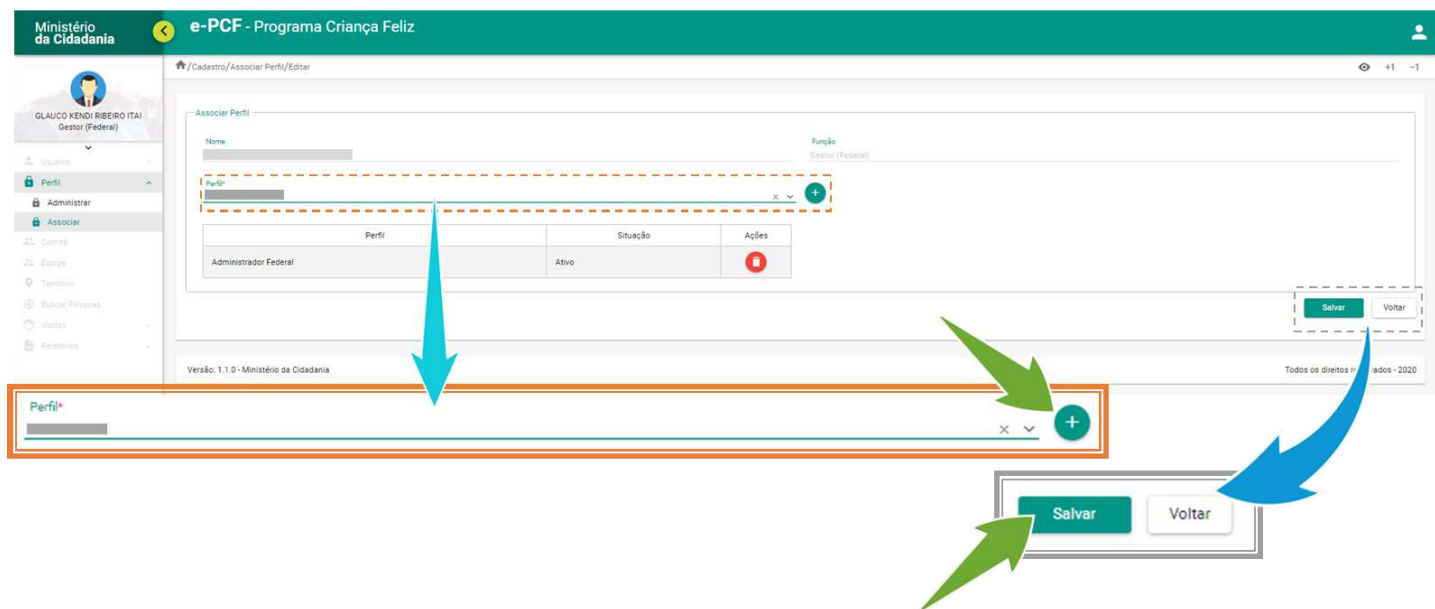 Ministério
da Cidadania
e-PCF - Programa Criança Feliz
/Cadastro/Associar Perfil/Editar
+1 -1
GLAUCO KENDI RIBEIRO ITAI
Gestor (Federal)
Usuário
Perfil
Administrar
Associar
Comitê
Equipe
Território
Buscar Pessoas
Visitas
Relatórios
Associar Perfil
Nome
Função
Gestor (Federal)
Perfil*
Perfil Situação Ações
Administrador Federal Ativo
Salvar Voltar
Versão: 1.1.0 - Ministério da Cidadania
Todos os direitos ados - 2020
Perfil*
Salvar Voltar